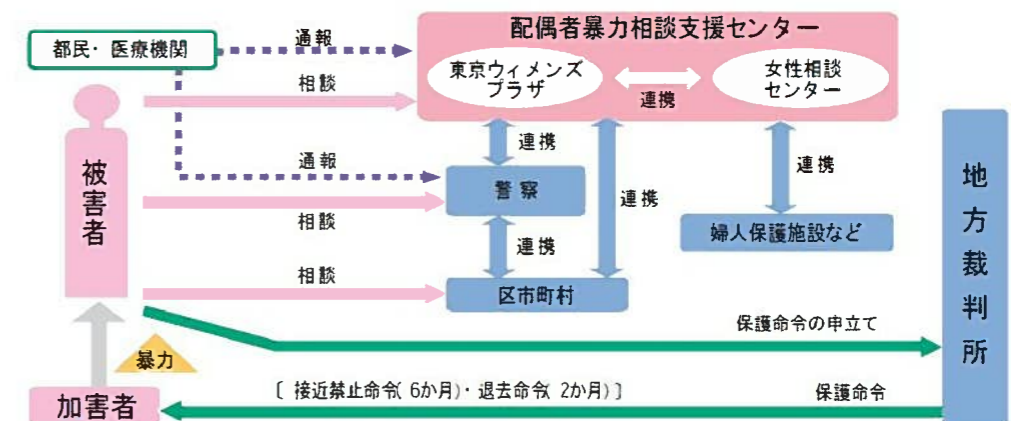 配偶者暴力相談支援センター
都民・医療機関
通報
東京ウィメンズ
プラザ
女性相談
センター
連携
相談
連携
連携
通報
被害者
警察
連携
地方裁判所
相談
婦人保護施設など
連携
相談
区市町村
保護命令の申立て
暴力
〔 接近禁止命令( 6か月)・退去命令( 2か月) 〕
保護命令
加害者